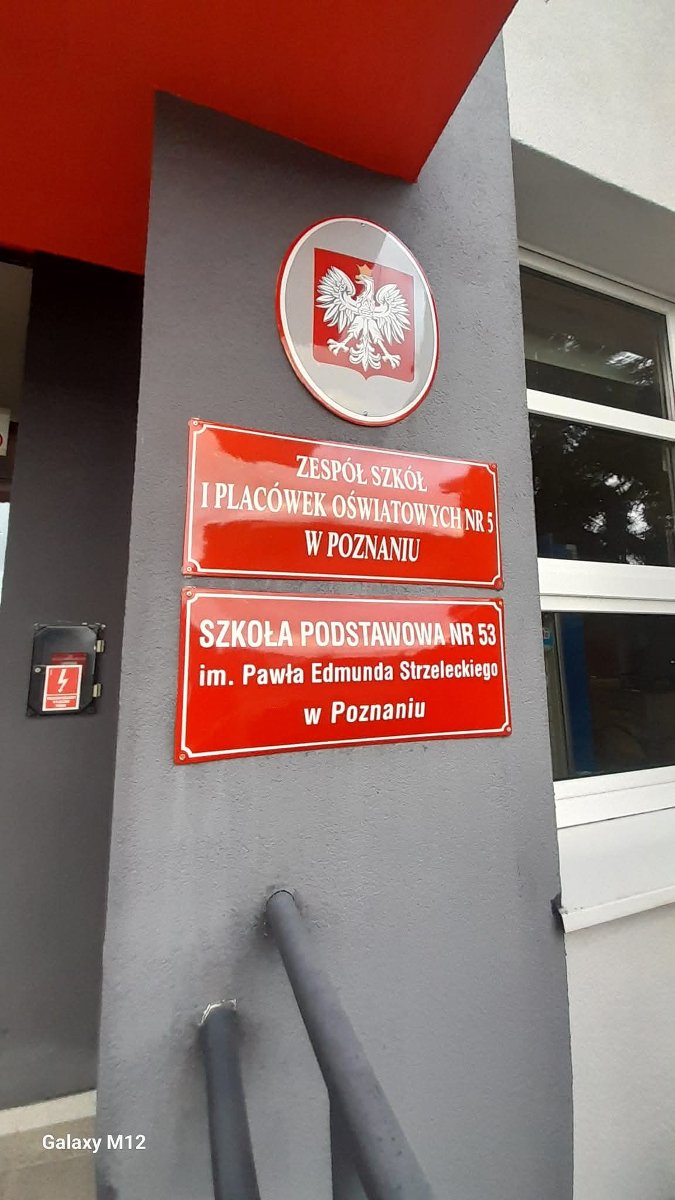 ZESPÓŁ SZKÓŁ
I PLACÓWEK OŚWIATOWYCH NR 5
W POZNANIU
SZKOŁA PODSTAWOWA NR 53
im. Pawła Edmunda Strzeleckiego
w Poznaniu
Galaxy M12